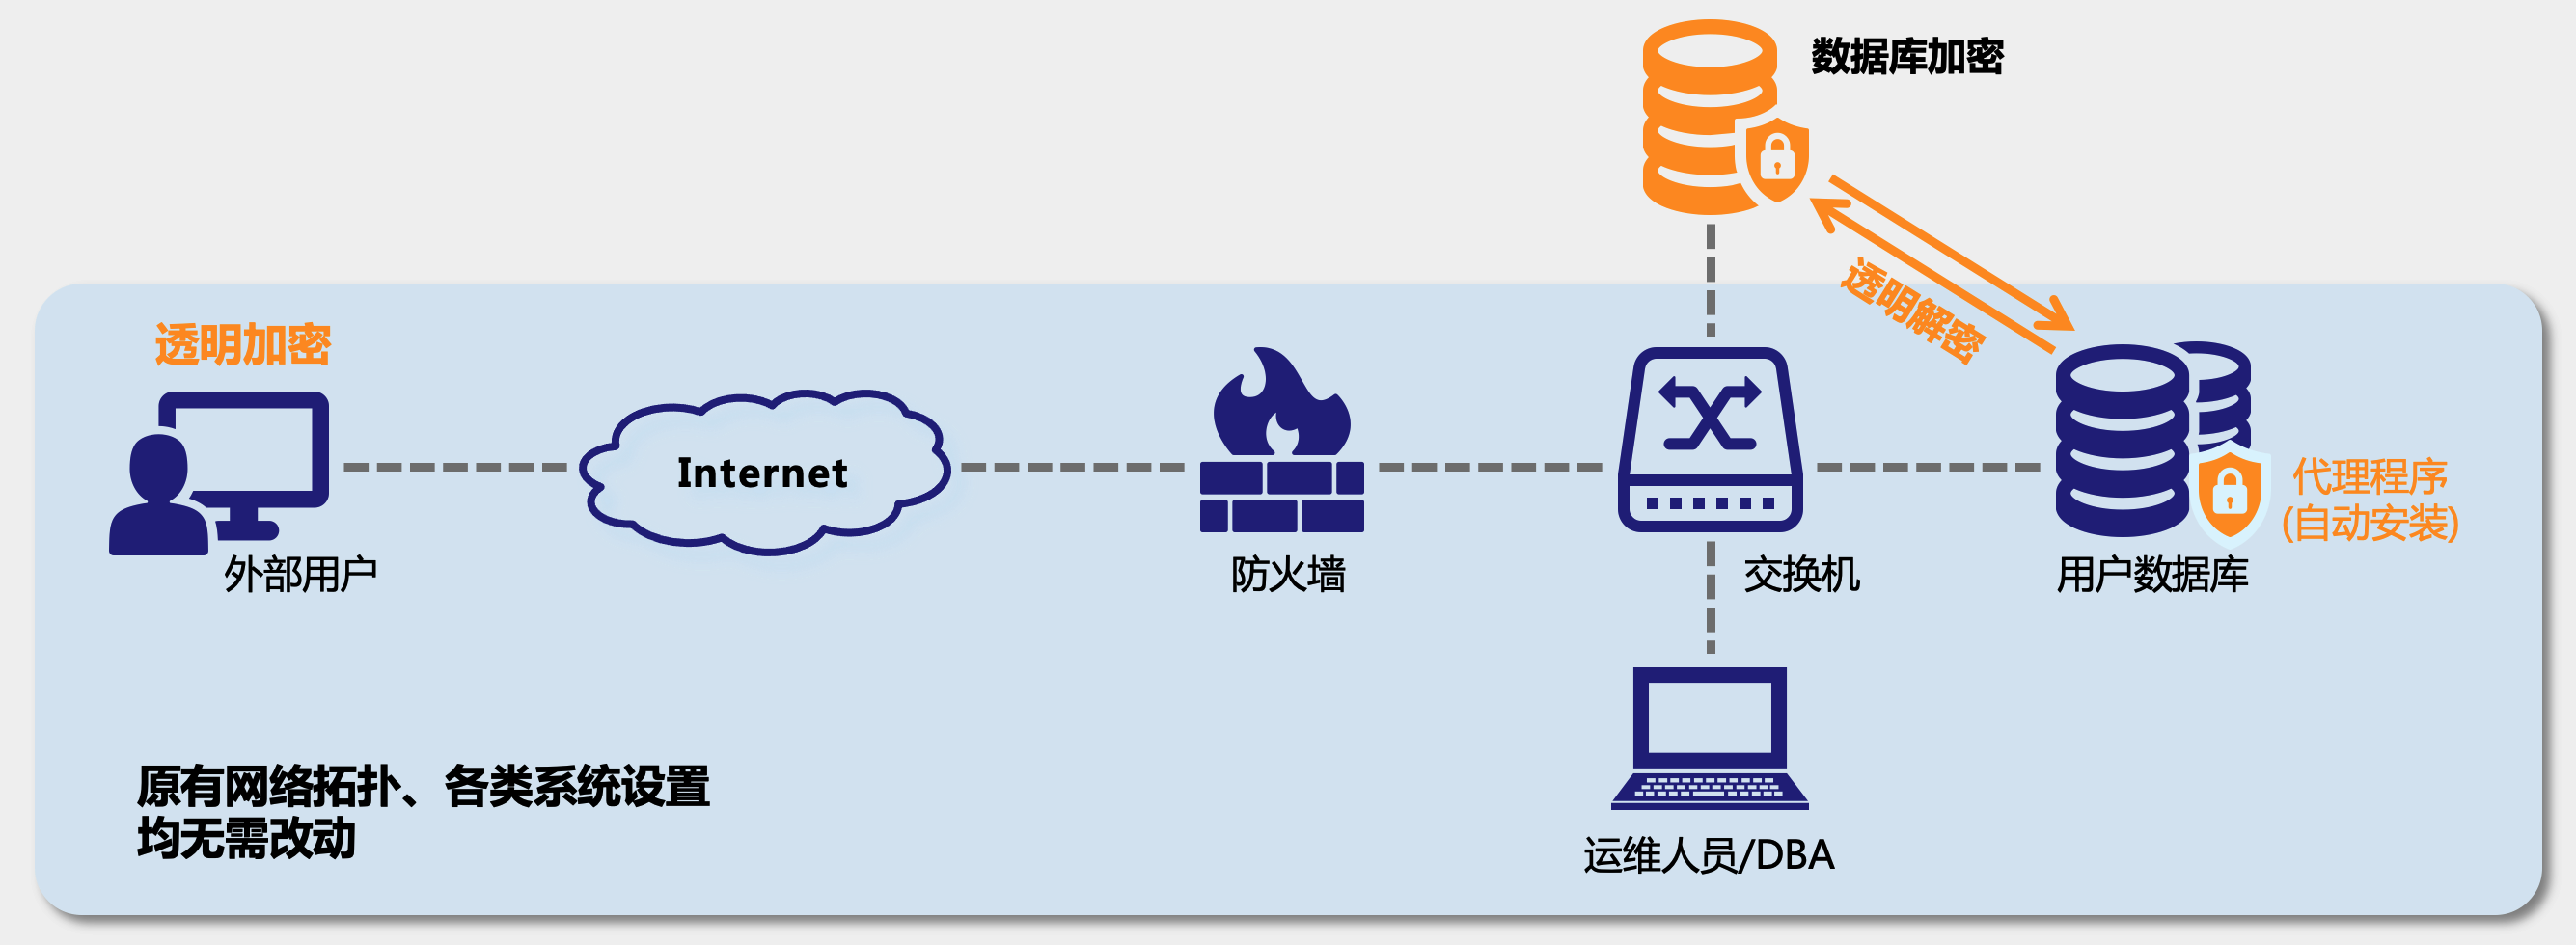 数据库加密
透明解密
透明加密
Internet
代理程序
(自动安装)
外部用户
防火墙
交换机
用户数据库
原有网络拓扑、各类系统设置
均无需改动
运维人员/DBA